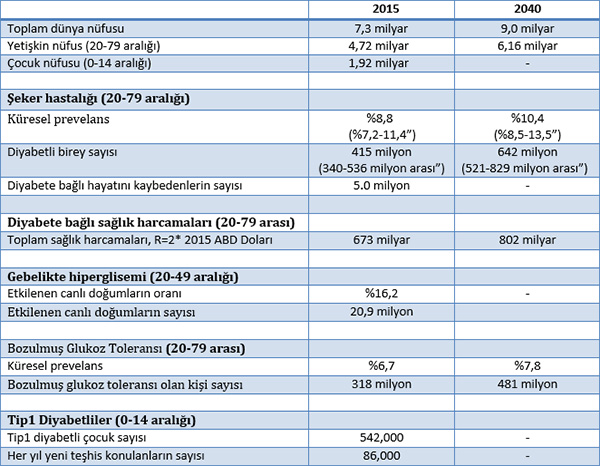 2015 2040
Toplam dünya nüfusu 7,3 milyar 9,0 milyar
Yetişkin nüfus (20-79 aralığı) 4,72 milyar 6,16 milyar
Çocuk nüfusu (0-14 aralığı) 1,92 milyar -
Şeker hastalığı (20-79 aralığı)
Küresel prevelans %8,8 %10,4
(%7,2-11,4”) (%8,5-13,5”)
Diyabetli birey sayısı 415 milyon 642 milyon
(340-536 milyon arası”) (521-829 milyon arası”)
Diyabete bağlı hayatını kaybedenlerin sayısı 5.0 milyon -
Diyabete bağlı sağlık harcamaları (20-79 arası)
Toplam sağlık harcamaları, R=2* 2015 ABD Doları 673 milyar 802 milyar
Gebelikte hiperglisemi (20-49 aralığı)
Etkilenen canlı doğumların oranı %16,2 -
Etkilenen canlı doğumların sayısı 20,9 milyon
Bozulmuş Glukoz Toleransı (20-79 arası)
Küresel prevelans %6,7 %7,8
Bozulmuş glukoz toleransı olan kişi sayısı 318 milyon 481 milyon
Tip1 Diyabetliler (0-14 aralığı)
Tip1 diyabetli çocuk sayısı 542,000 -
Her yıl yeni teşhis konulanların sayısı 86,000 -